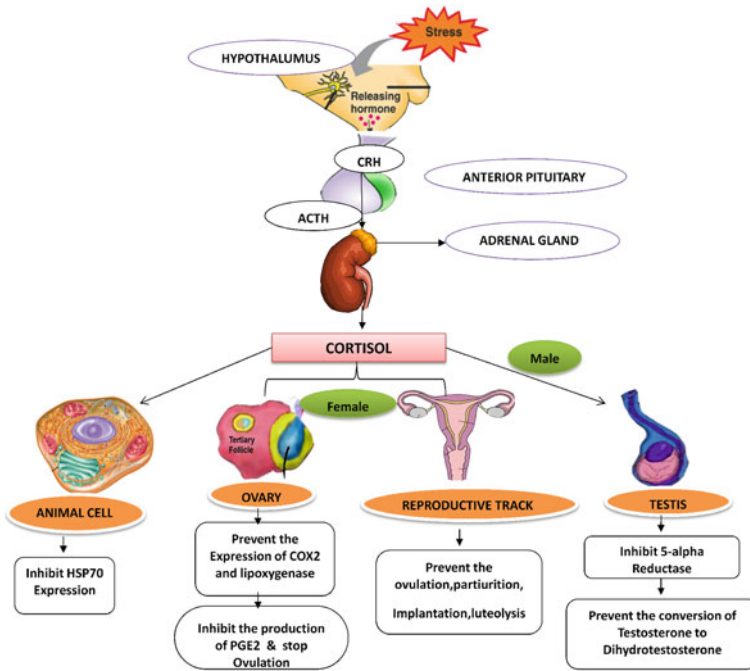 Stress
HYPOTHALUMUS
Releasing
hormone
CRH
ANTERIOR PITUITARY
ACTH
ADRENAL GLAND
CORTISOL
Male
Female
Tertiary
Follicle
ANIMAL CELL
OVARY
REPRODUCTIVE TRACK
TESTIS
Inhibit HSP70
Expression
Prevent the
Expression of COX2
and lipoxygenase
Inhibit the production
of PGE2 & stop
Ovulation
Prevent the
ovulation,partiurition,
Implantation,luteolysis
Inhibit 5-alpha
Reductase
Prevent the conversion of
Testosterone to
Dihydrotestosterone